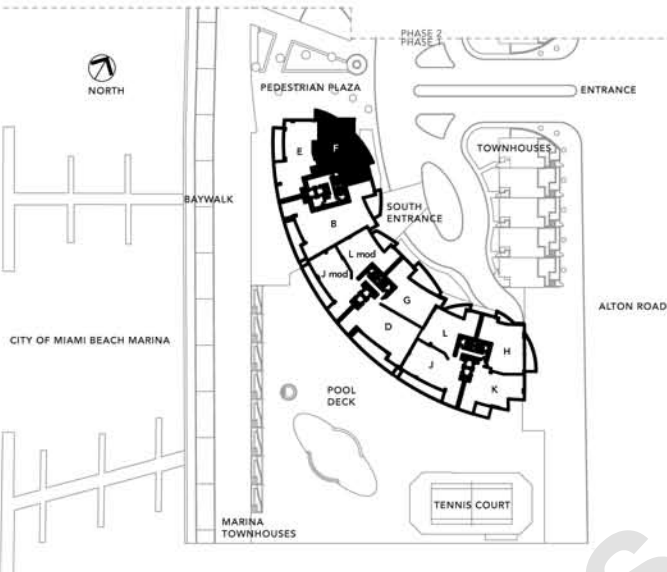 PHASE 2
PHASE 1
NORTH
PEDESTRIAN PLAZA
ENTRANCE
E
F
TOWNHOUSES
BAYWALK
SOUTH
ENTRANCE
B
L mod
J mod
G
D
L
H
J
K
ALTON ROAD
CITY OF MIAMI BEACH MARINA
POOL
DECK
TENNIS COURT
MARINA
TOWNHOUSES